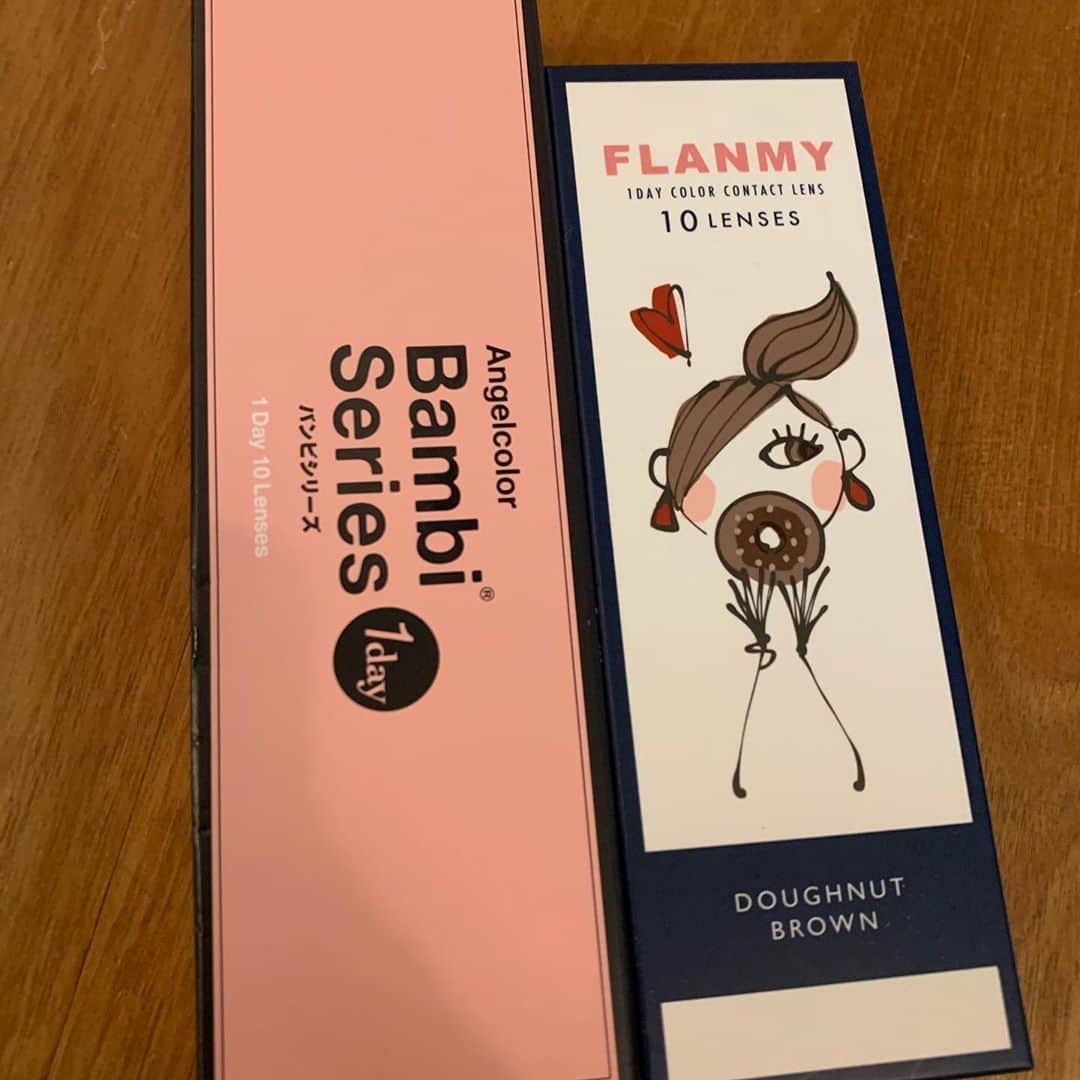 Angelcolor
Bambi®
Series
1day
バンビシリーズ
1 Day 10 Lenses
FLANMY
1DAY COLOR CONTACT LENS
10 LENSES
DOUGHNUT
BROWN